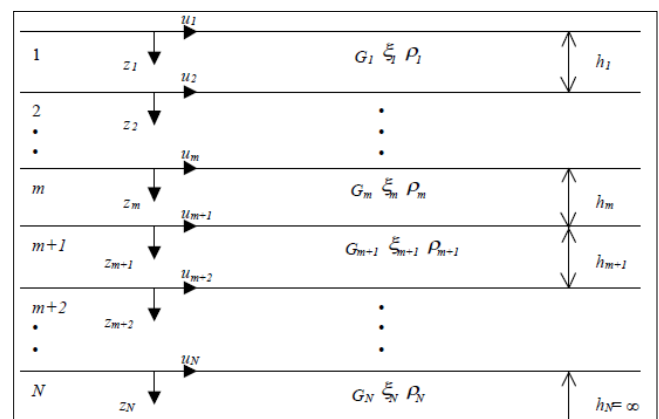 u1
1 z1 G1 ξ1 ρ1 h1
u2
2 z2
um
m zm Gm ξm ρm hm
um+1
m+1 zm+1 Gm+1 ξm+1 ρm+1 hm+1
um+2
m+2 zm+2
uN
N zN GN ξN ρN hN=∞